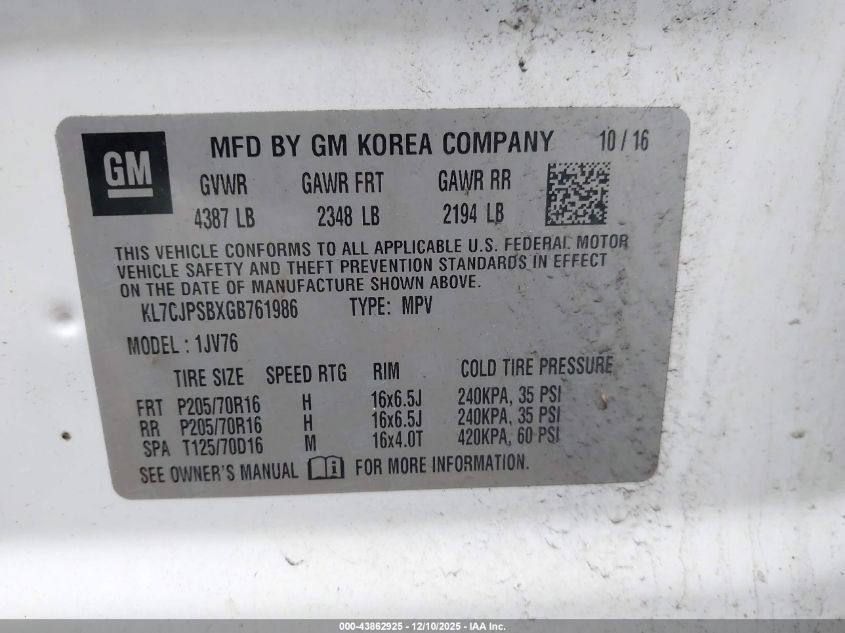 GM
MFD BY GM KOREA COMPANY 10/16
GVWR GAWR FRT GAWR RR
4387 LB 2348 LB 2194 LB
THIS VEHICLE CONFORMS TO ALL APPLICABLE U.S. FEDERAL MOTOR
VEHICLE SAFETY AND THEFT PREVENTION STANDARDS IN EFFECT
ON THE DATE OF MANUFACTURE SHOWN ABOVE.
KL7CJPSBXGB761986 TYPE: MPV
MODEL : 1JV76
TIRE SIZE SPEED RTG RIM COLD TIRE PRESSURE
FRT P205/70R16 H 16x6.5J 240KPA, 35 PSI
RR P205/70R16 H 16x6.5J 240KPA, 35 PSI
SPA T125/70D16 M 16x4.0T 420KPA, 60 PSI
SEE OWNER'S MANUAL FOR MORE INFORMATION.
000-43862925 - 12/10/2025 - IAA Inc.